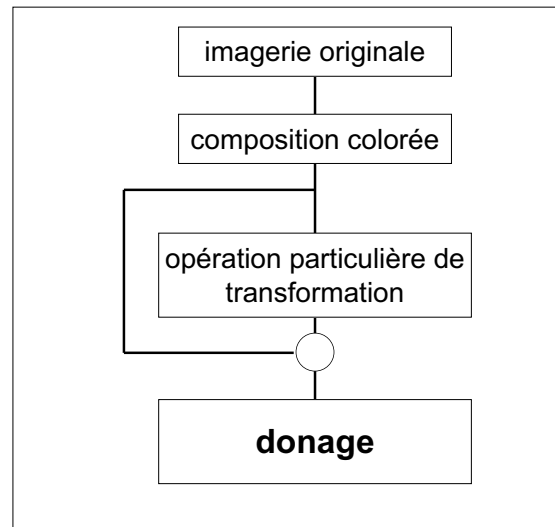 imagerie originale
composition colorée
opération particulière de
transformation
donage